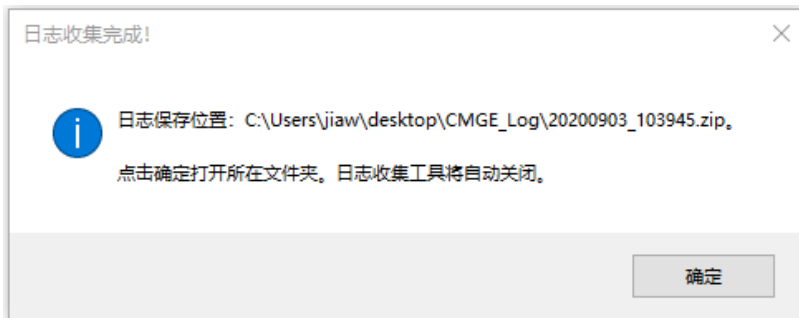 日志收集完成!
日志保存位置：C:\Users\jiaw\desktop\CMGE_Log\20200903_103945.zip。
点击确定打开所在文件夹。日志收集工具将自动关闭。
确定